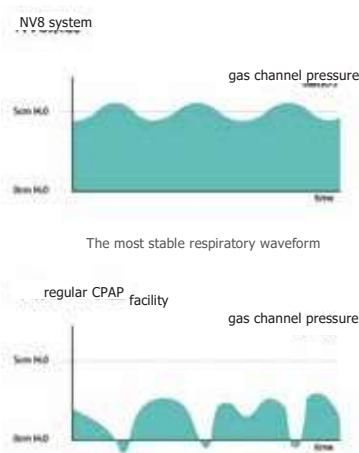 NV8 system
gas channel pressure
5cm H₂O
0cm H₂O
time
The most stable respiratory waveform
regular CPAP facility
gas channel pressure
5cm H₂O
0cm H₂O
time